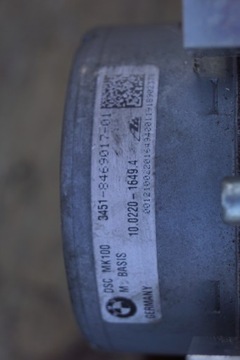 3451-8469017-01
DSC MK100
10.0220-1649.4
M: BASIS
GERMANY